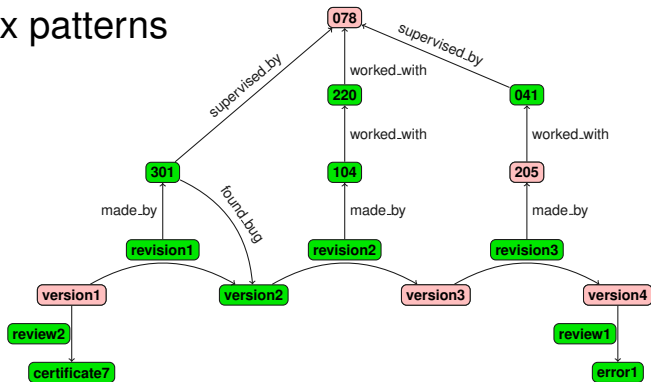 x patterns
078
supervised_by
supervised_by
worked_with
220
041
worked_with
worked_with
301
104
205
made_by
found_bug
made_by
made_by
revision1
revision2
revision3
version1
version2
version3
version4
review2
review1
certificate7
error1